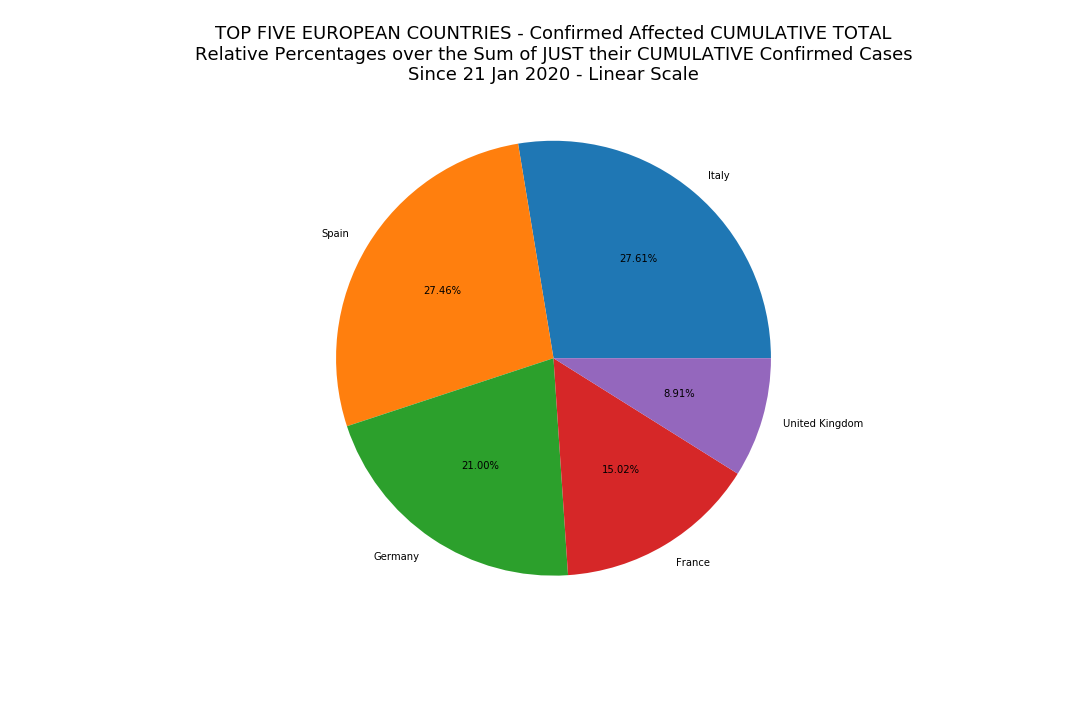 TOP FIVE EUROPEAN COUNTRIES - Confirmed Affected CUMULATIVE TOTAL
Relative Percentages over the Sum of JUST their CUMULATIVE Confirmed Cases
Since 21 Jan 2020 - Linear Scale
Italy
27.61%
Spain
27.46%
Germany
21.00%
France
15.02%
United Kingdom
8.91%